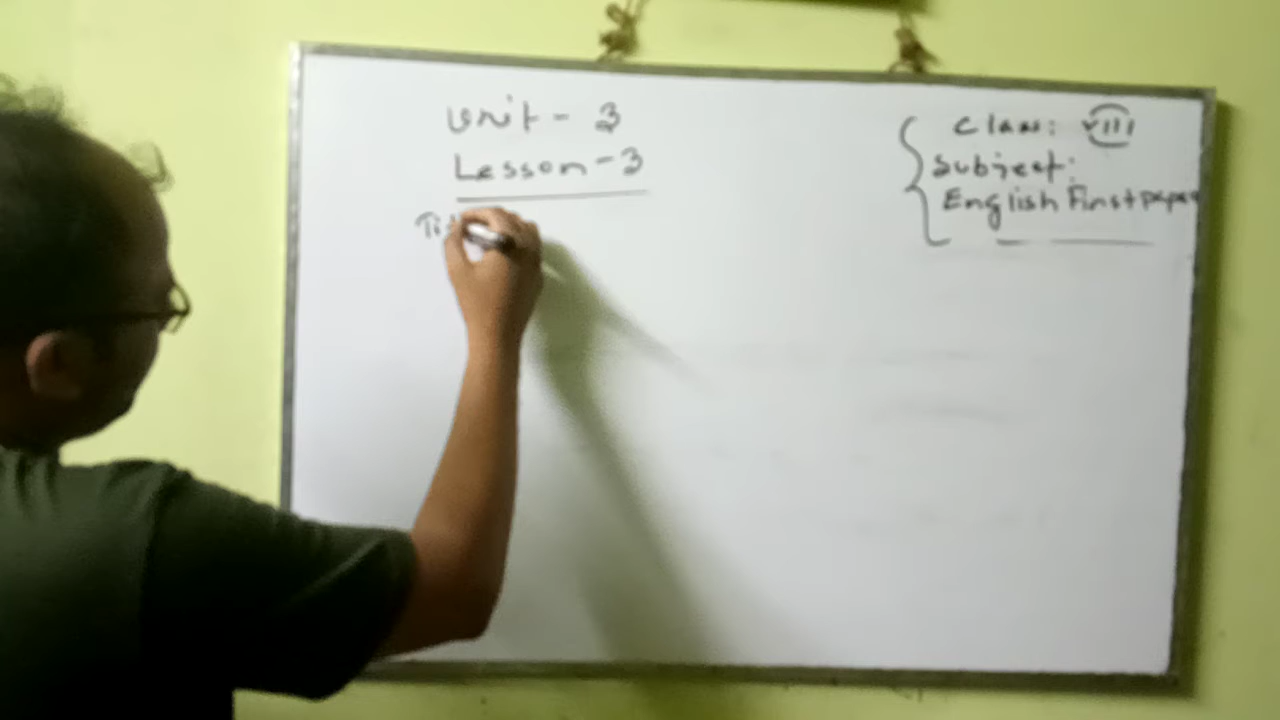 Unit - 3
Lesson - 3
Class: VIII
Subject:
English First paper